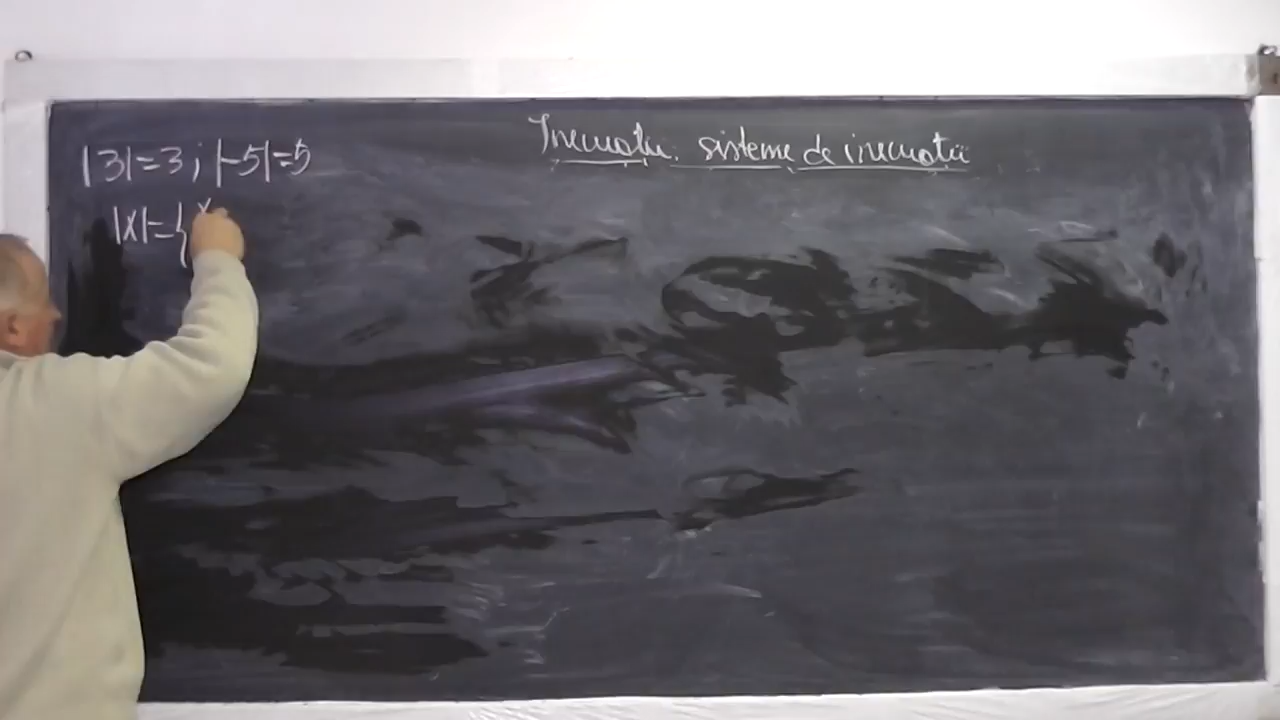 Inecuații. sisteme de inecuații
|3|=3; |-5|=5
|x|={ x